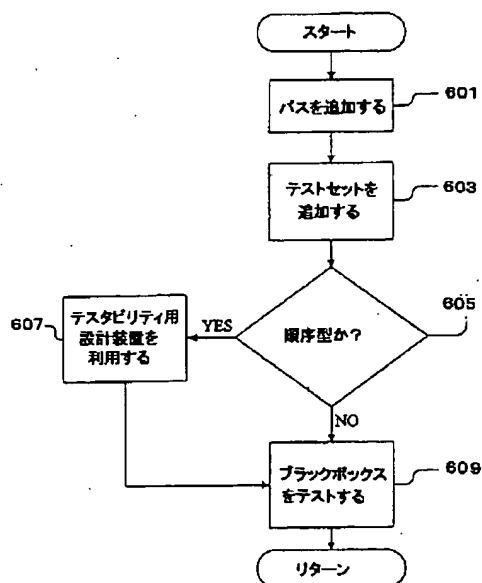 スタート
パスを追加する
601
テストセットを
追加する
603
順序型か?
605
YES
607
テスタビリティ用
設計装置を
利用する
NO
ブラックボックス
をテストする
609
リターン